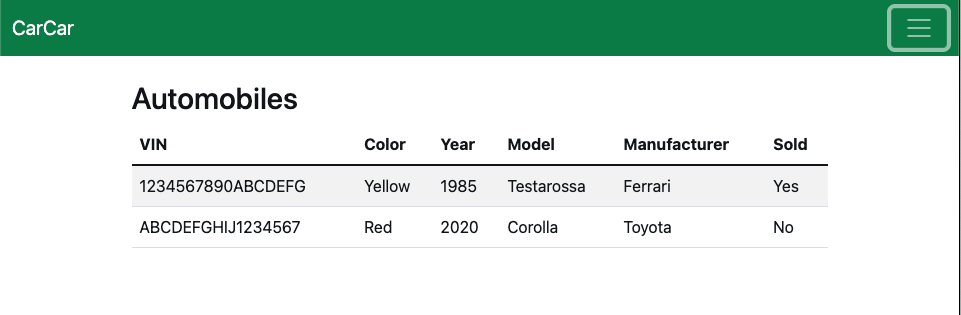 CarCar
Automobiles
VIN Color Year Model Manufacturer Sold
1234567890ABCDEFG Yellow 1985 Testarossa Ferrari Yes
ABCDEFGHIJ1234567 Red 2020 Corolla Toyota No